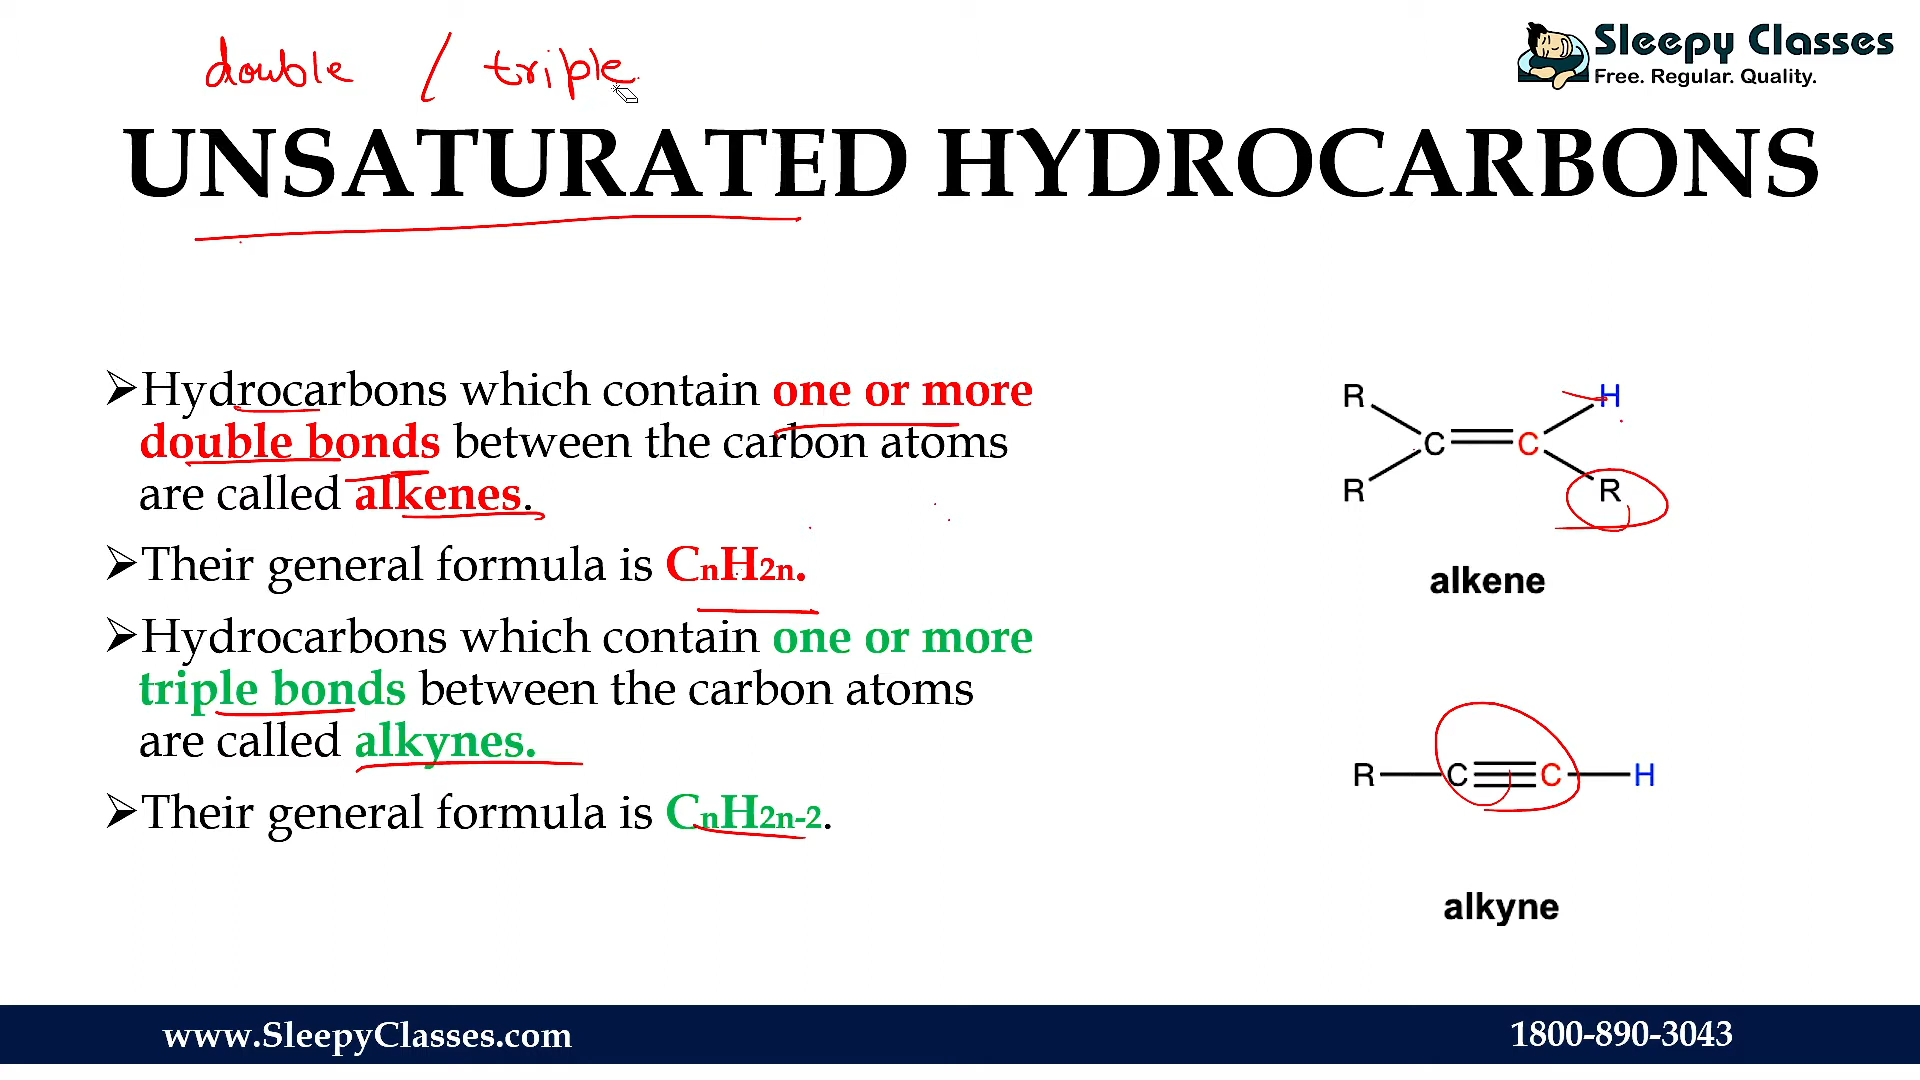 double / triple
Sleepy Classes
Free. Regular. Quality.
UNSATURATED HYDROCARBONS
➤Hydrocarbons which contain one or more
double bonds between the carbon atoms
are called alkenes.
➤Their general formula is CnH2n.
➤Hydrocarbons which contain one or more
triple bonds between the carbon atoms
are called alkynes.
➤Their general formula is CnH2n-2.
R H
C C
R R
alkene
R C C H
alkyne
www.SleepyClasses.com
1800-890-3043